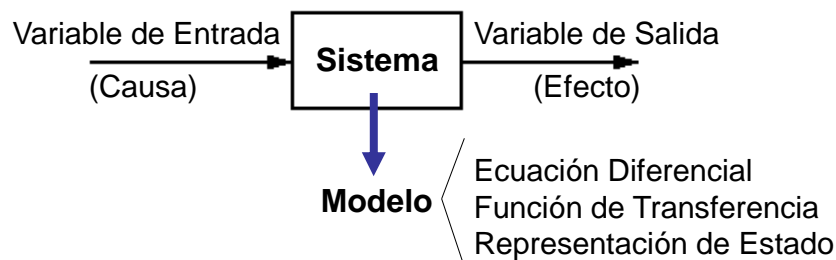 Variable de Entrada
(Causa)
Sistema
Variable de Salida
(Efecto)
Modelo
Ecuación Diferencial
Función de Transferencia
Representación de Estado